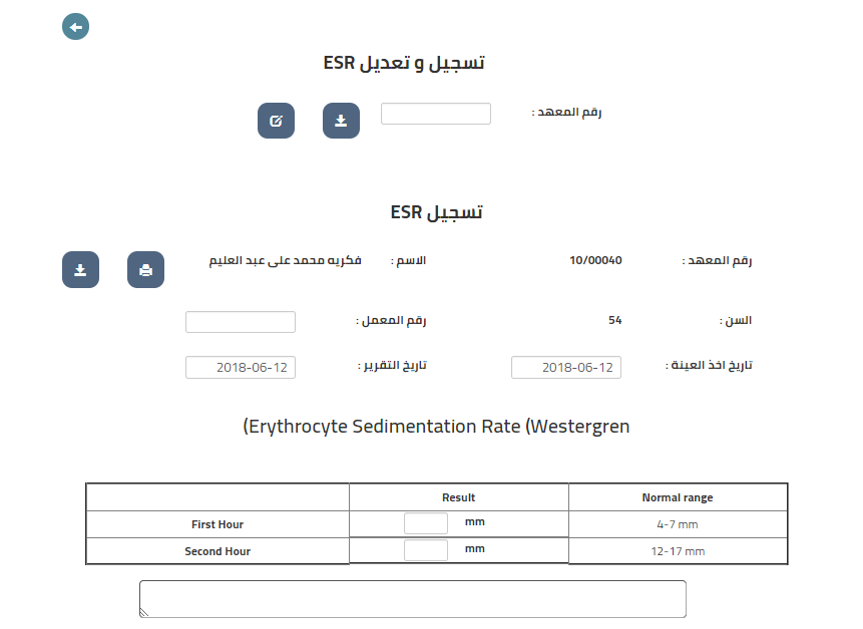 تسجيل و تعديل ESR
رقم المعهد :
تسجيل ESR
رقم المعهد : 10/00040 الاسم : فكريه محمد على عبد العليم
السن : 54 رقم المعمل :
تاريخ اخذ العينة : 2018-06-12 تاريخ التقرير : 2018-06-12
(Erythrocyte Sedimentation Rate (Westergren
Result Normal range
First Hour mm 4-7 mm
Second Hour mm 12-17 mm